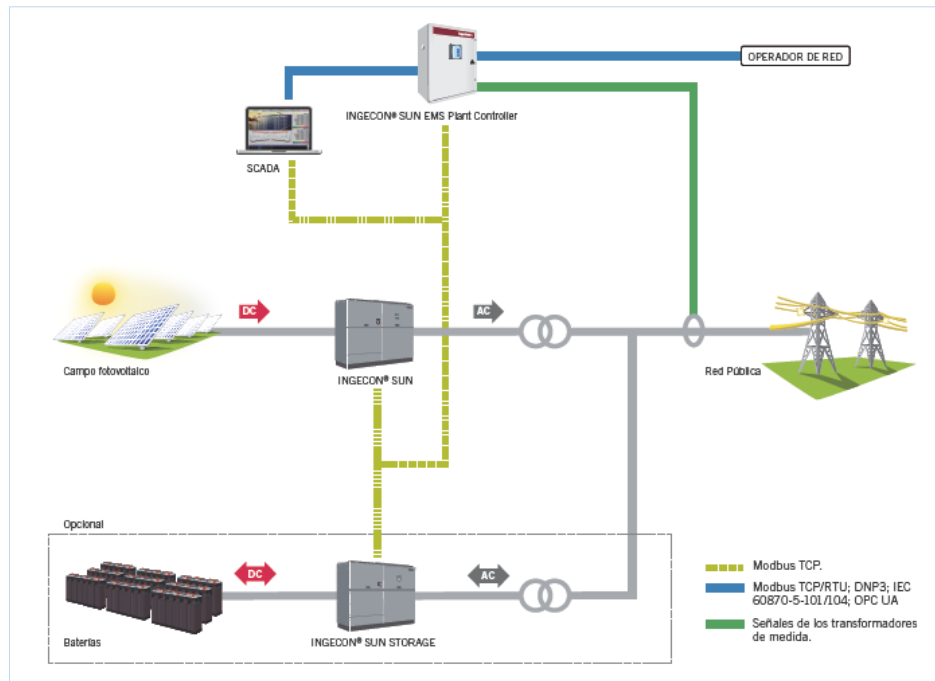 OPERADOR DE RED
INGECON® SUN EMS Plant Controller
SCADA
DC
AC
Campo fotovoltaico
INGECON® SUN
Red Pública
Opcional
DC
AC
Baterías
INGECON® SUN STORAGE
Modbus TCP.
Modbus TCP/RTU; DNP3; IEC
60870-5-101/104; OPC UA
Señales de los transformadores
de medida.